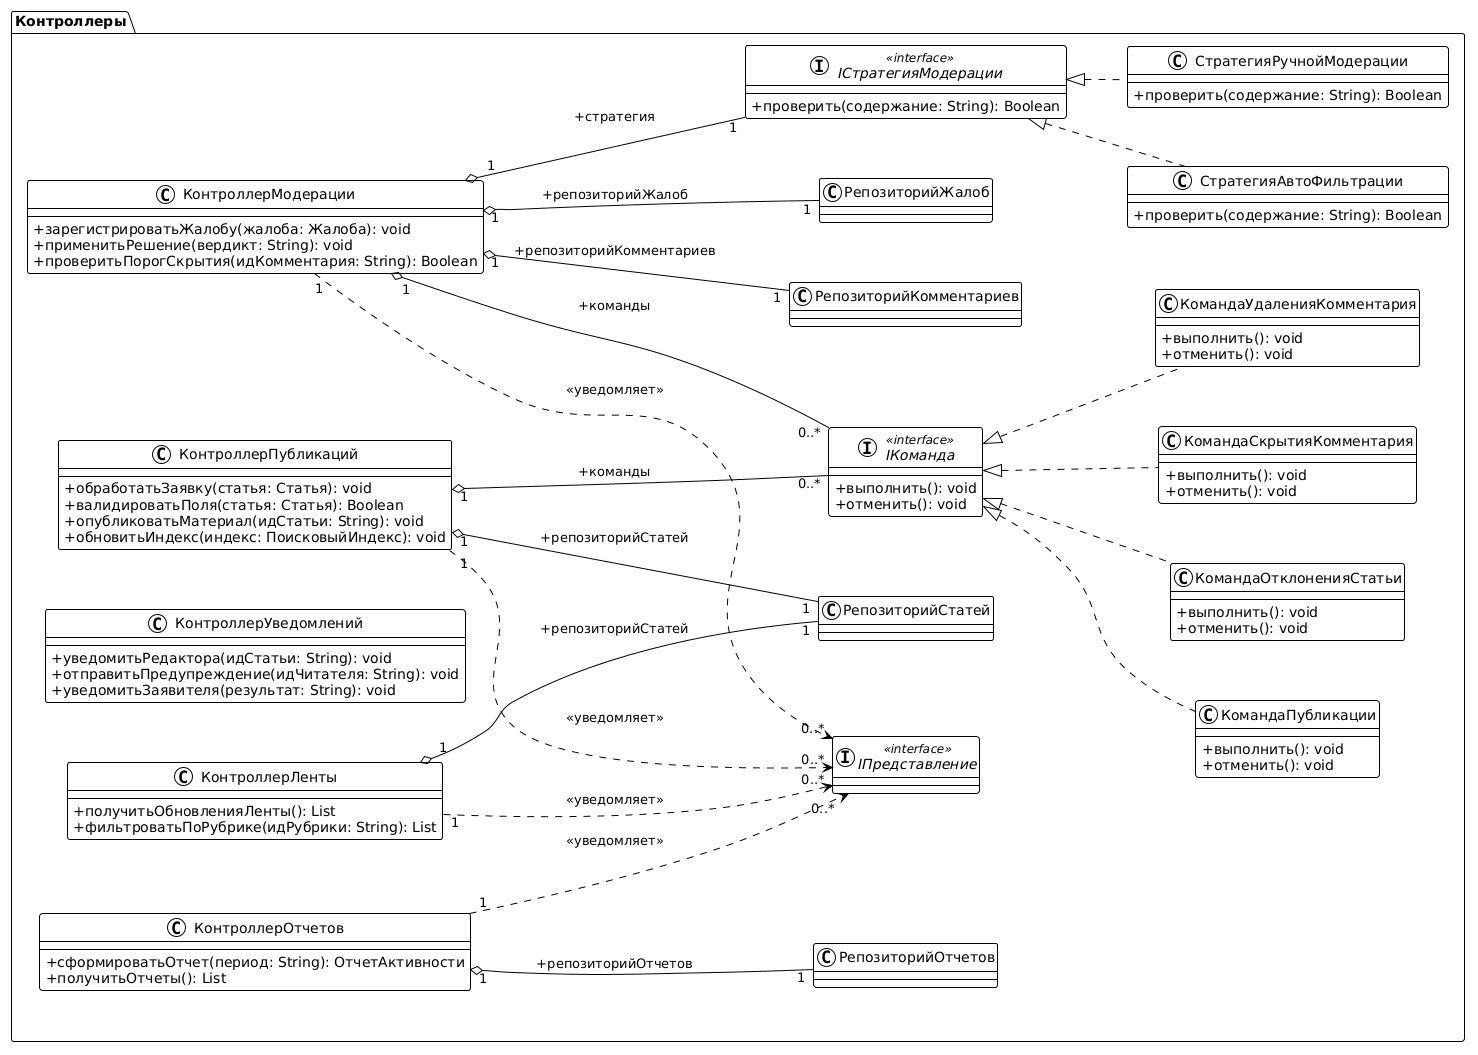 Контроллеры
«interface»
IСтратегияМодерации
+проверить(содержание: String): Boolean
C СтратегияРучнойМодерации
+проверить(содержание: String): Boolean
C СтратегияАвтоФильтрации
+проверить(содержание: String): Boolean
+стратегия
1
1
C КонтроллерМодерации
+зарегистрироватьЖалобу(жалоба: Жалоба): void
+применитьРешение(вердикт: String): void
+проверитьПорогСкрытия(идКомментария: String): Boolean
+репозиторийЖалоб
1
1
C РепозиторийЖалоб
+репозиторийКомментариев
1
1
C РепозиторийКомментариев
+команды
1
0..*
«уведомляет»
1
0..*
I
«interface»
IКоманда
+выполнить(): void
+отменить(): void
C КомандаУдаленияКомментария
+выполнить(): void
+отменить(): void
C КомандаСкрытияКомментария
+выполнить(): void
+отменить(): void
C КомандаОтклоненияСтатьи
+выполнить(): void
+отменить(): void
C КомандаПубликации
+выполнить(): void
+отменить(): void
C КонтроллерПубликаций
+обработатьЗаявку(статья: Статья): void
+валидироватьПоля(статья: Статья): Boolean
+опубликоватьМатериал(идСтатьи: String): void
+обновитьИндекс(индекс: ПоисковыйИндекс): void
+команды
1
0..*
+репозиторийСтатей
1
1
C РепозиторийСтатей
«уведомляет»
1
0..*
C КонтроллерУведомлений
+уведомитьРедактора(идСтатьи: String): void
+отправитьПредупреждение(идЧитателя: String): void
+уведомитьЗаявителя(результат: String): void
+репозиторийСтатей
1
1
C КонтроллерЛенты
+получитьОбновленияЛенты(): List
+фильтроватьПоРубрике(идРубрики: String): List
«уведомляет»
1
0..*
I
«interface»
IПредставление
«уведомляет»
1
0..*
C КонтроллерОтчетов
+сформироватьОтчет(период: String): ОтчетАктивности
+получитьОтчеты(): List
+репозиторийОтчетов
1
1
C РепозиторийОтчетов